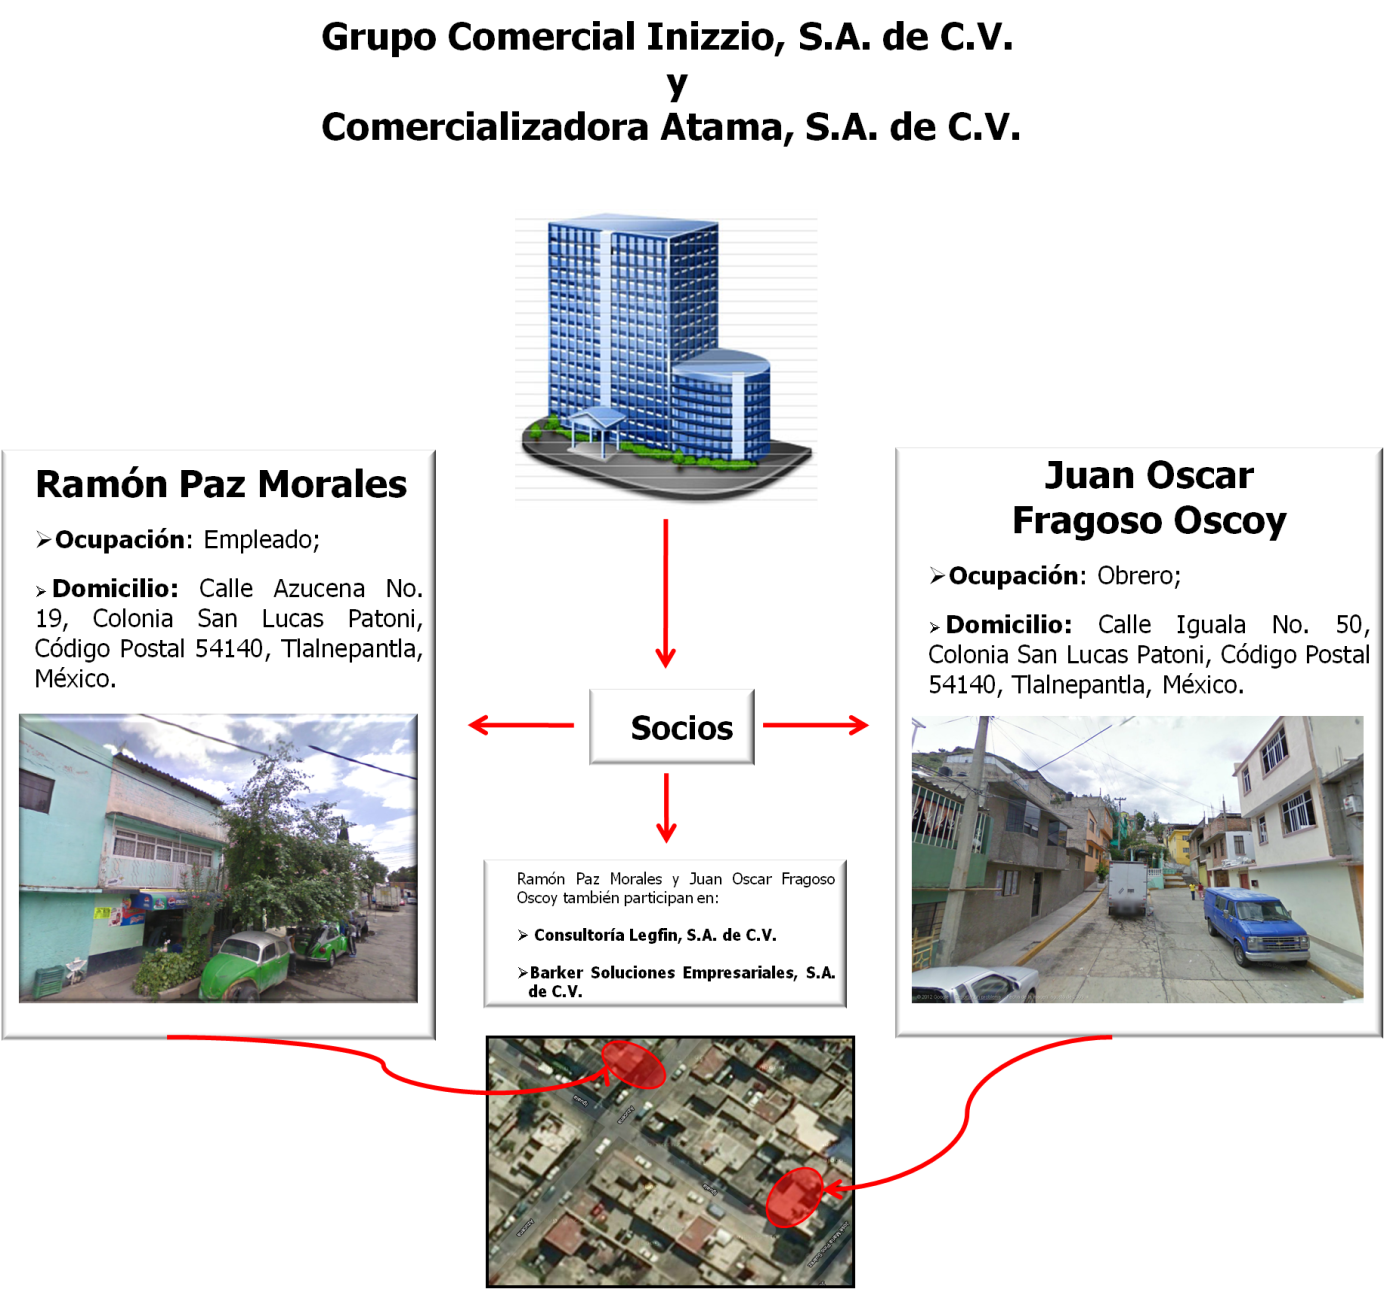 Grupo Comercial Inizzio, S.A. de C.V.
y
Comercializadora Atama, S.A. de C.V.
Ramón Paz Morales
➢Ocupación: Empleado;
➢Domicilio: Calle Azucena No.
19, Colonia San Lucas Patoni,
Código Postal 54140, Tlalnepantla,
México.
Socios
Juan Oscar
Fragoso Oscoy
➢Ocupación: Obrero;
➢Domicilio: Calle Iguala No. 50,
Colonia San Lucas Patoni, Código Postal
54140, Tlalnepantla, México.
Ramón Paz Morales y Juan Oscar Fragoso
Oscoy también participan en:
➢ Consultoría Legfin, S.A. de C.V.
➢Barker Soluciones Empresariales, S.A.
de C.V.